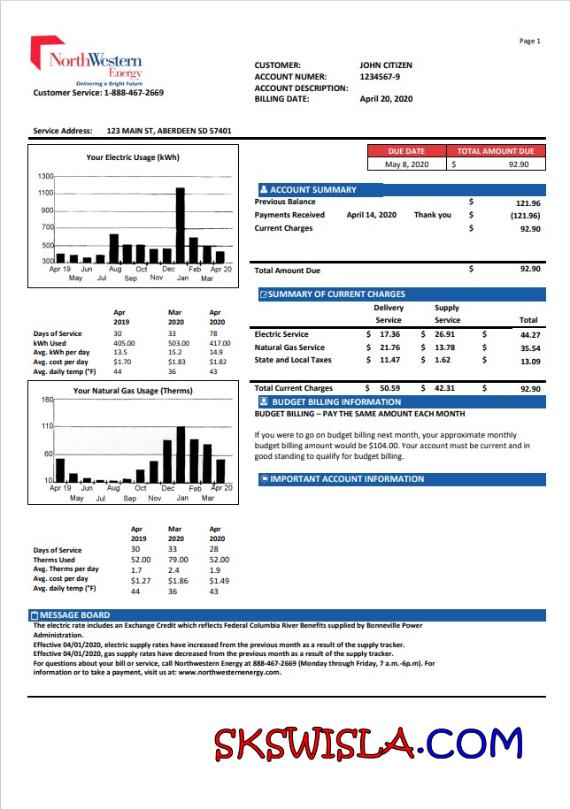 Page 1
NorthWestern
Energy
Delivering a Bright Future
Customer Service: 1-888-467-2669
CUSTOMER: JOHN CITIZEN
ACCOUNT NUMER: 1234567-9
ACCOUNT DESCRIPTION:
BILLING DATE: April 20, 2020
Service Address: 123 MAIN ST, ABERDEEN SD 57401
DUE DATE TOTAL AMOUNT DUE
May 8, 2020 $ 92.90
Your Electric Usage (kWh)
1300
1100
900
700
500
300
Apr 19 Jun Aug Oct Dec Feb Apr 20
May July Sep Nov Jan Mar
ACCOUNT SUMMARY
Previous Balance $ 121.96
Payments Received April 14, 2020 Thank you $ (121.96)
Current Charges $ 92.90
Total Amount Due $ 92.90
SUMMARY OF CURRENT CHARGES
Delivery Supply
Service Service Total
Electric Service $ 17.36 $ 26.91 $ 44.27
Natural Gas Service $ 21.76 $ 13.78 $ 35.54
State and Local Taxes $ 11.47 $ 1.62 $ 13.09
Total Current Charges $ 50.59 $ 42.31 $ 92.90
Apr Mar Apr
2019 2020 2020
Days of Service 30 33 78
kWh Used 405.00 503.00 417.00
Avg. kWh per day 13.5 15.2 14.9
Avg. cost per day $1.70 $1.83 $1.82
Avg. daily temp (°F) 44 36 43
BUDGET BILLING INFORMATION
BUDGET BILLING – PAY THE SAME AMOUNT EACH MONTH
If you were to go on budget billing next month, your approximate monthly
budget billing amount would be $104.00. Your account must be current and in
good standing to qualify for budget billing.
IMPORTANT ACCOUNT INFORMATION
Your Natural Gas Usage (Therms)
160
110
60
10
Apr 19 Jun Aug Oct Dec Feb Apr 20
May July Sep Nov Jan Mar
Apr Mar Apr
2019 2020 2020
Days of Service 30 33 28
Therms Used 52.00 79.00 52.00
Avg. Therms per day 1.7 2.4 1.9
Avg. cost per day $1.27 $1.86 $1.49
Avg. daily temp (°F) 44 36 43
MESSAGE BOARD
The electric rate includes an Exchange Credit which reflects Federal Columbia River Benefits supplied by Bonneville Power
Administration.
Effective 04/01/2020, electric supply rates have increased from the previous month as a result of the supply tracker.
Effective 04/01/2020, gas supply rates have decreased from the previous month as a result of the supply tracker.
For questions about your bill or service, call Northwestern Energy at 888-467-2669 (Monday through Friday, 7 a.m.-6p.m). For
information or to take a payment, visit us at: www.northwesternenergy.com.
SKSWISLA.COM